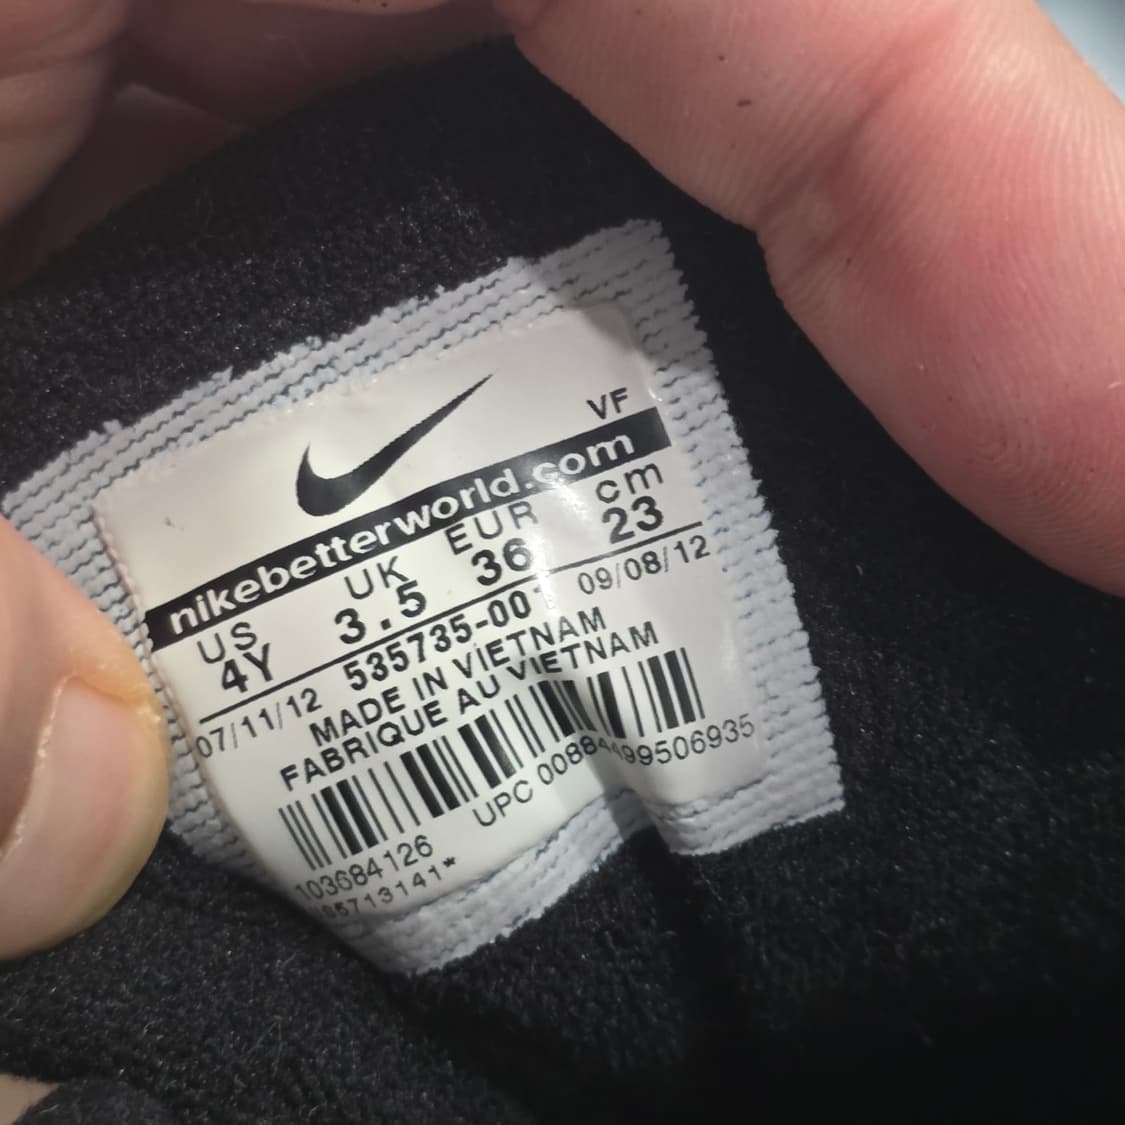 VF
nikebetterworld.com
US UK EUR cm
4Y 3.5 36 23
07/11/12 535735-001 09/08/12
MADE IN VIETNAM
FABRIQUE AU VIETNAM
UPC 00884499506935
103684126